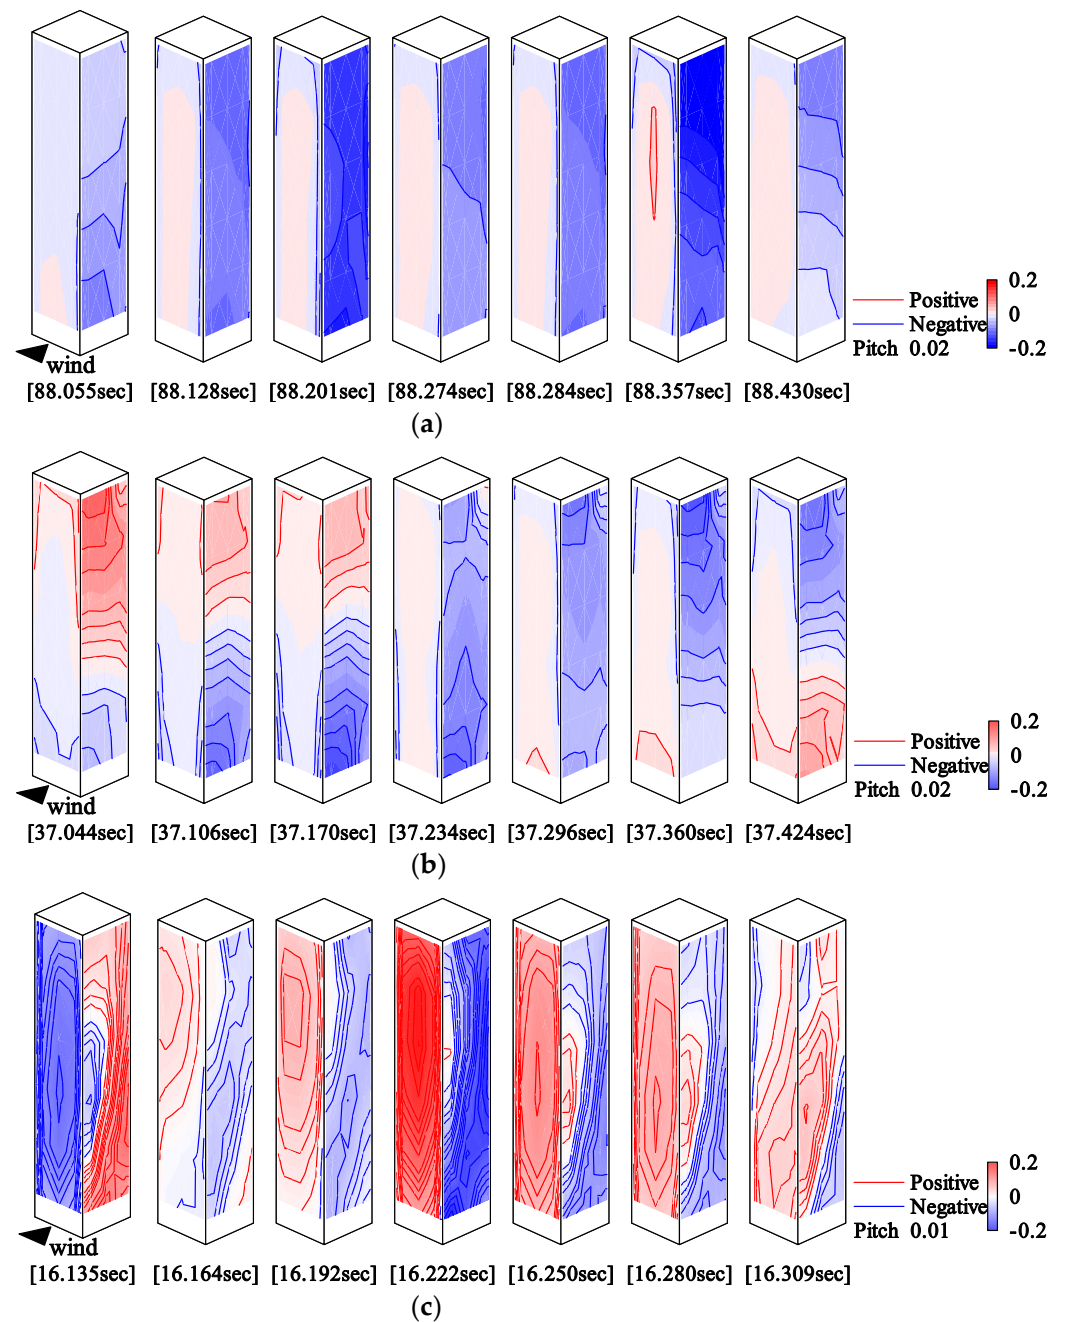 0.2
Positive
0
Negative
Pitch 0.02
-0.2
wind
[88.055sec] [88.128sec] [88.201sec] [88.274sec] [88.284sec] [88.357sec] [88.430sec]
(a)
0.2
Positive
0
Negative
Pitch 0.02
-0.2
wind
[37.044sec] [37.106sec] [37.170sec] [37.234sec] [37.296sec] [37.360sec] [37.424sec]
(b)
0.2
Positive
0
Negative
Pitch 0.01
-0.2
wind
[16.135sec] [16.164sec] [16.192sec] [16.222sec] [16.250sec] [16.280sec] [16.309sec]
(c)